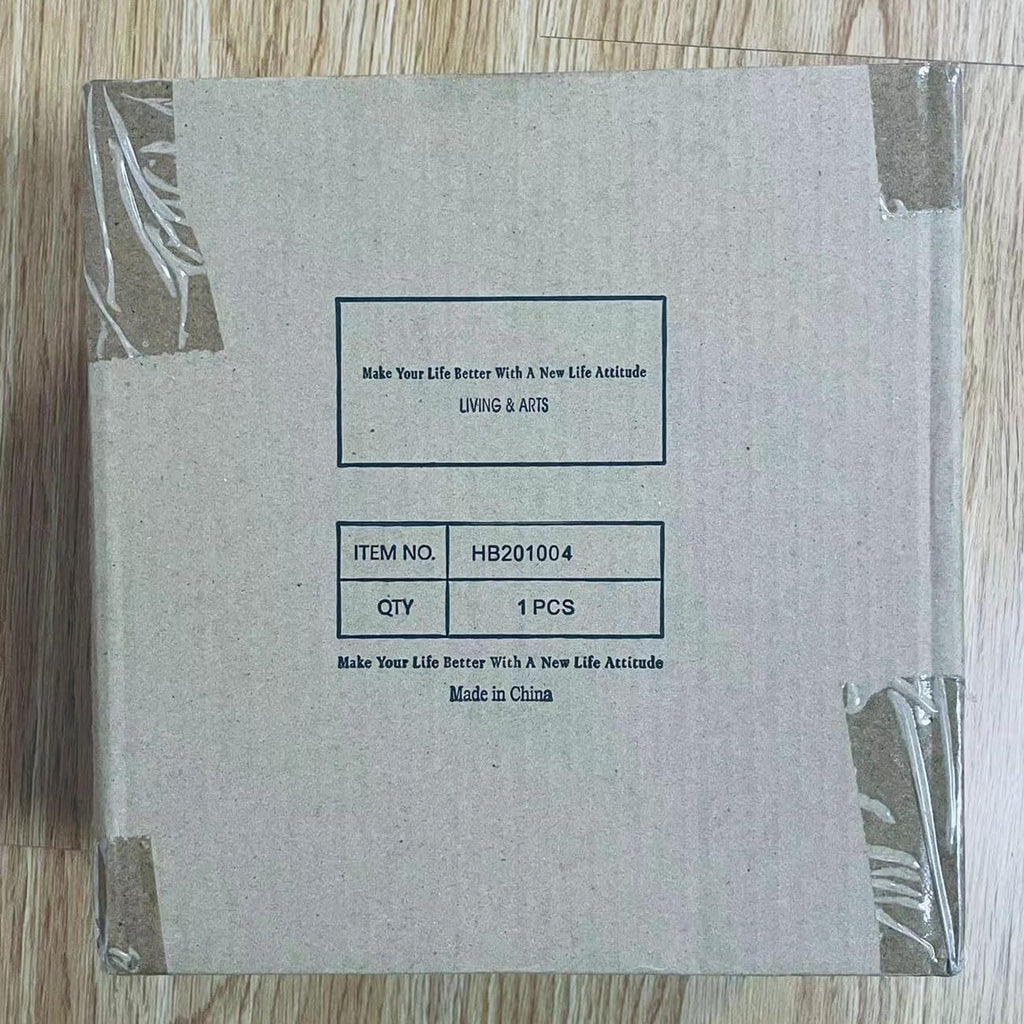 Make Your Life Better With A New Life Attitude
LIVING & ARTS
ITEM NO. HB201004
QTY 1 PCS
Make Your Life Better With A New Life Attitude
Made in China